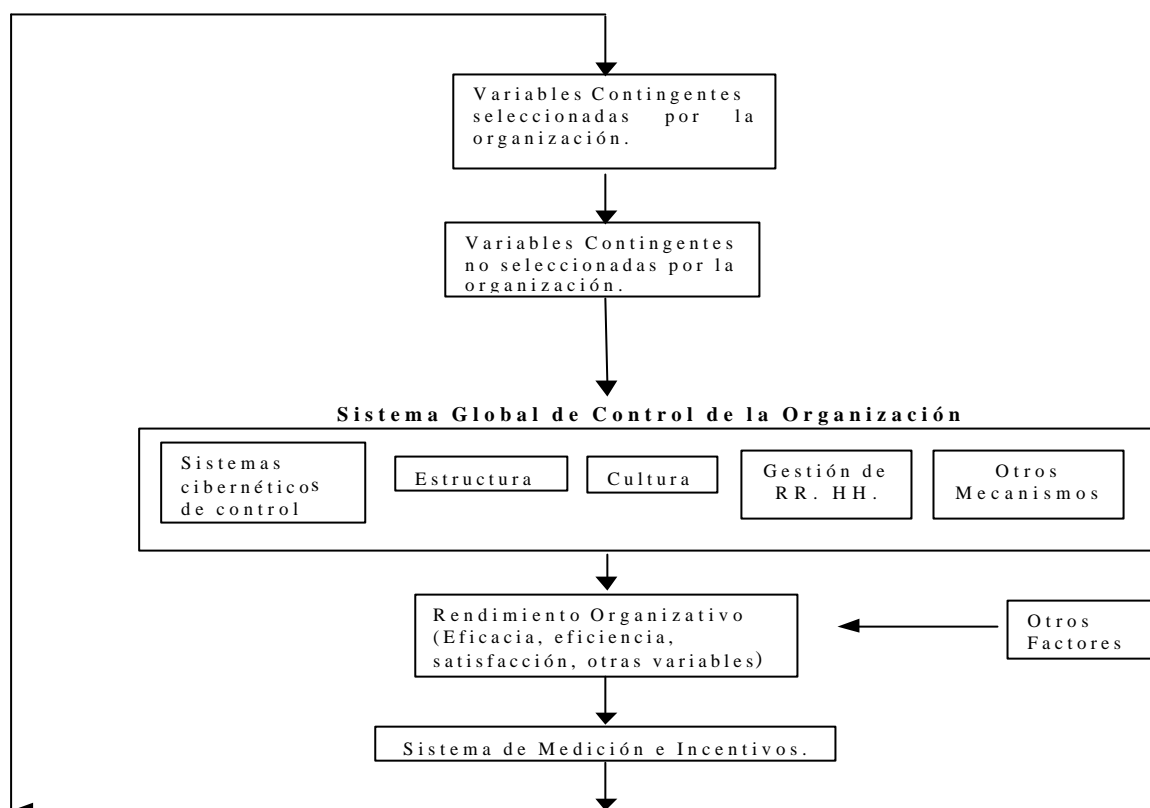 Variables Contingentes
seleccionadas por la
organización.
Variables Contingentes
no seleccionadas por la
organización.
Sistema Global de Control de la Organización
Sistemas
cibernéticos
de control
Estructura
Cultura
Gestión de
RR. HH.
Otros
Mecanismos
Rendimiento Organizativo
(Eficacia, eficiencia,
satisfacción, otras variables)
Otros
Factores
Sistema de Medición e Incentivos.